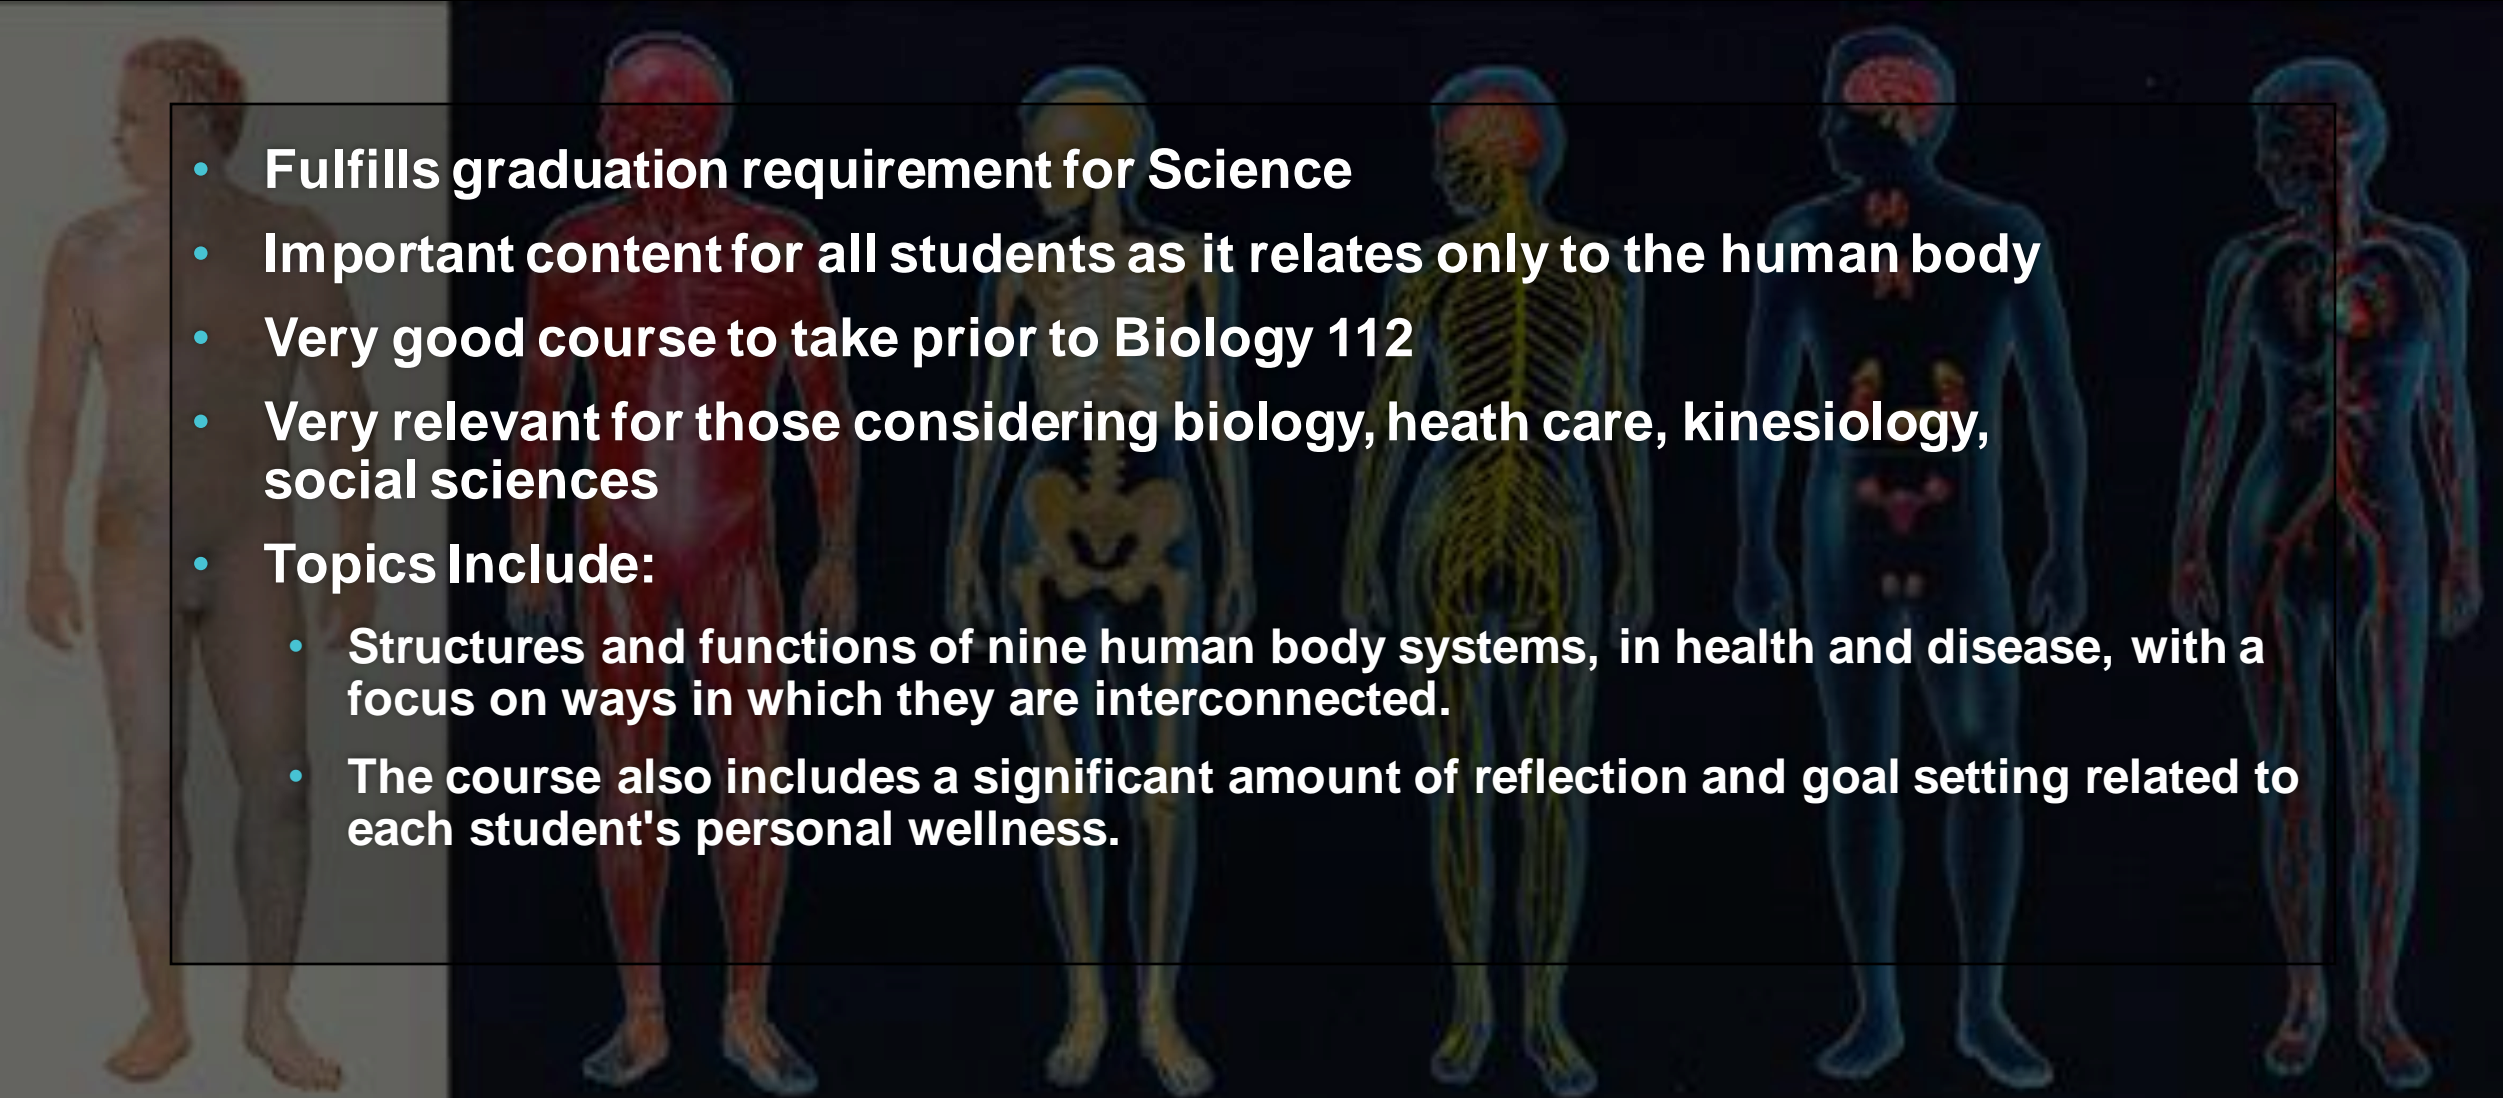 • Fulfills graduation requirement for Science
• Important content for all students as it relates only to the human body
• Very good course to take prior to Biology 112
• Very relevant for those considering biology, heath care, kinesiology,
social sciences
• Topics Include:
• Structures and functions of nine human body systems, in health and disease, with a
focus on ways in which they are interconnected.
• The course also includes a significant amount of reflection and goal setting related to
each student's personal wellness.